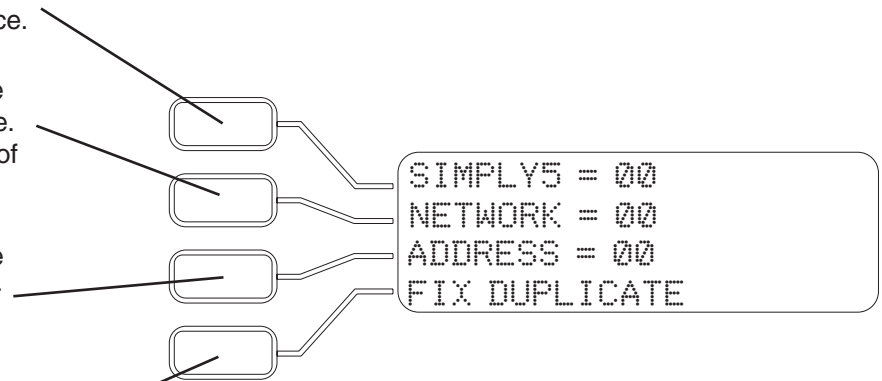 ce.
e
e.
of
e
SIMPLY5 = 00
NETWORK = 00
ADDRESS = 00
FIX DUPLICATE